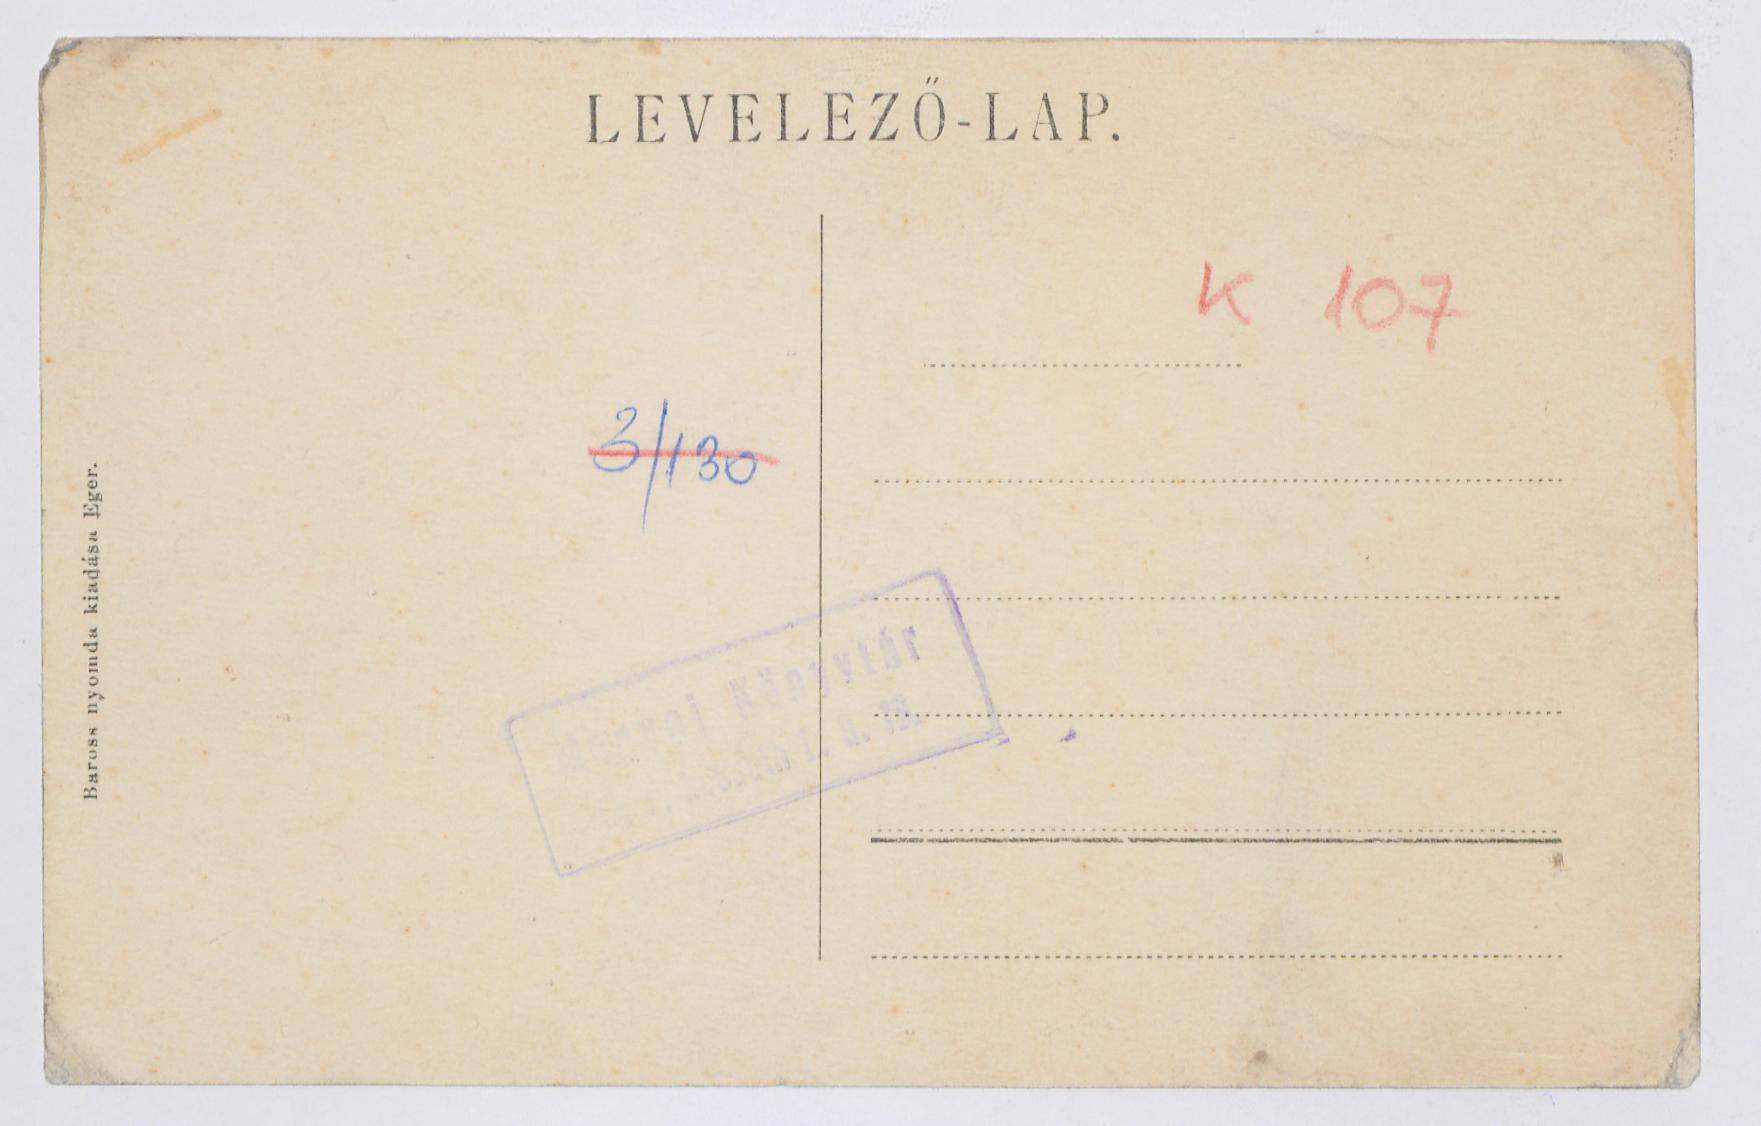 LEVELEZŐ-LAP.
K 107
3/130
Könyvtár
Baross nyomda kiadása Eger.